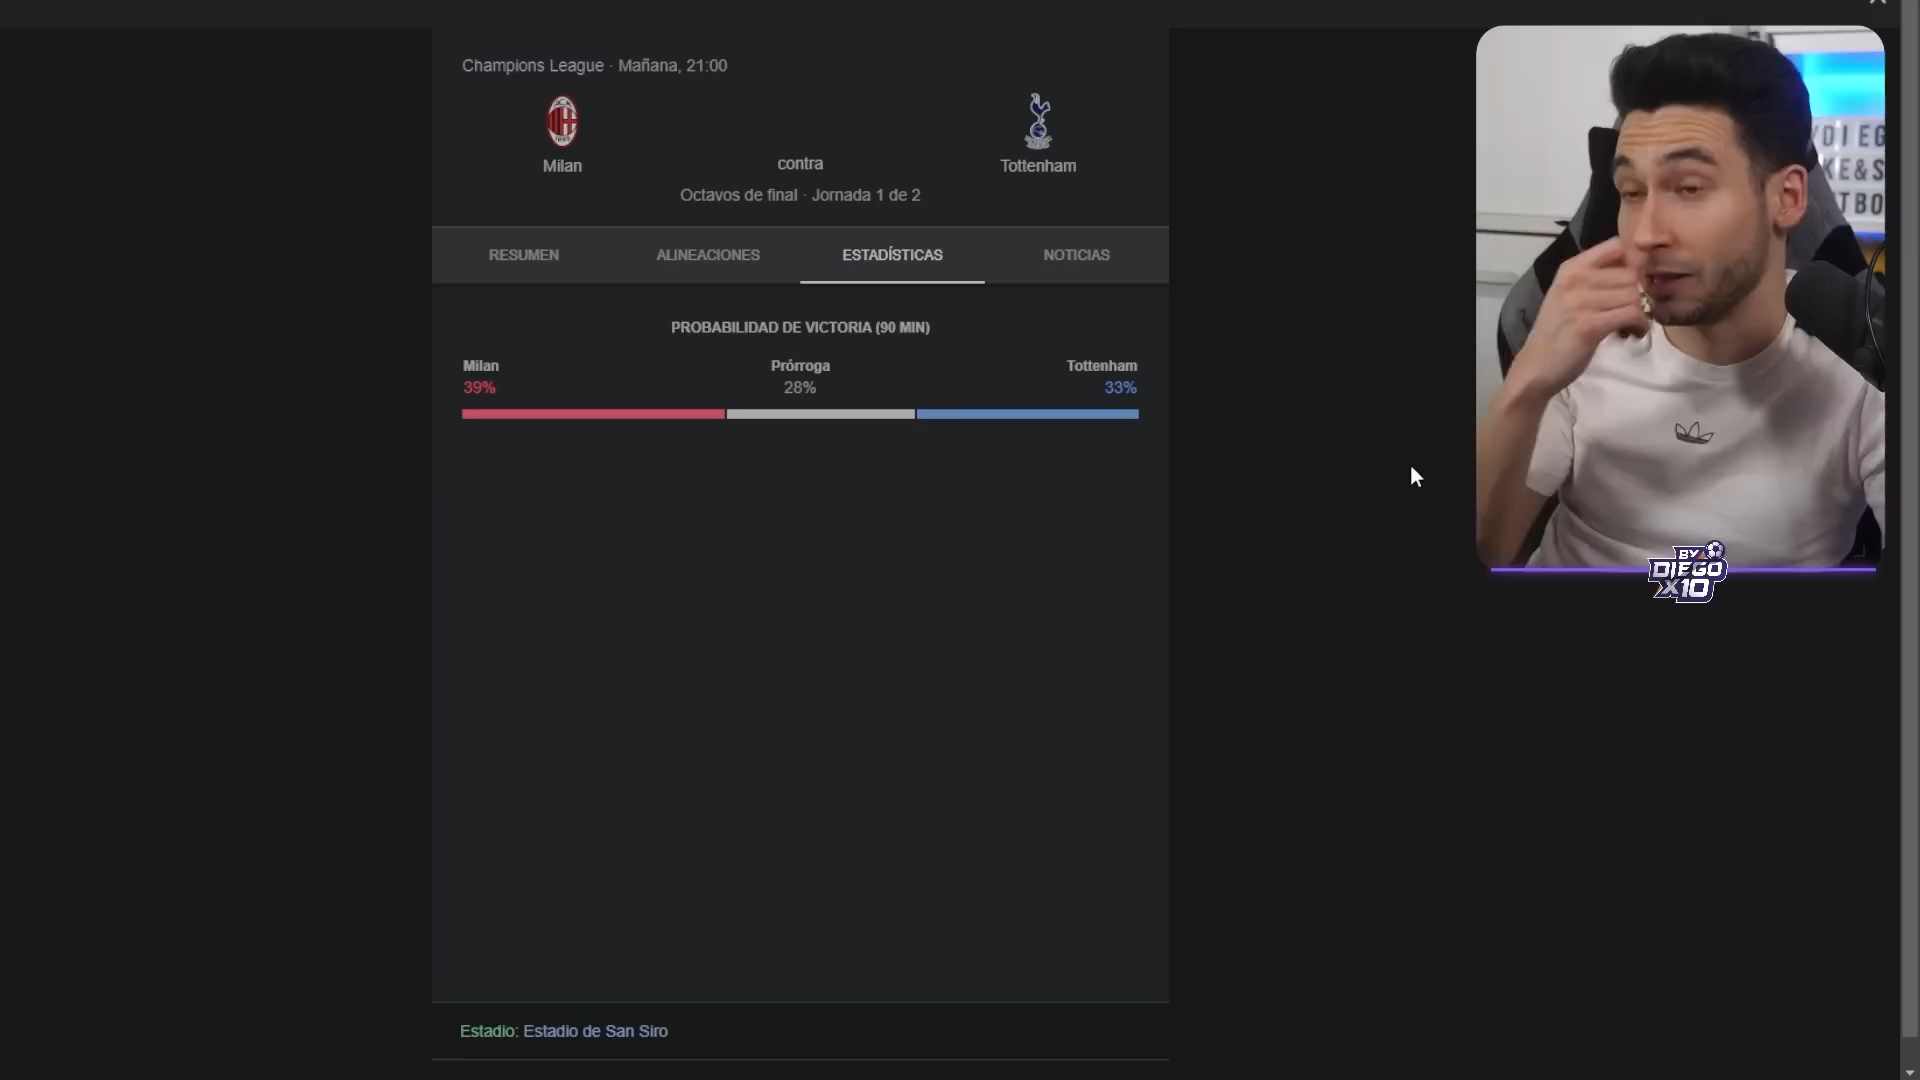 Champions League · Mañana, 21:00
Milan
contra
Tottenham
Octavos de final · Jornada 1 de 2
RESUMEN
ALINEACIONES
ESTADÍSTICAS
NOTICIAS
PROBABILIDAD DE VICTORIA (90 MIN)
Milan
Prórroga
Tottenham
39%
28%
33%
Estadio: Estadio de San Siro
BY
DIEGO
X10